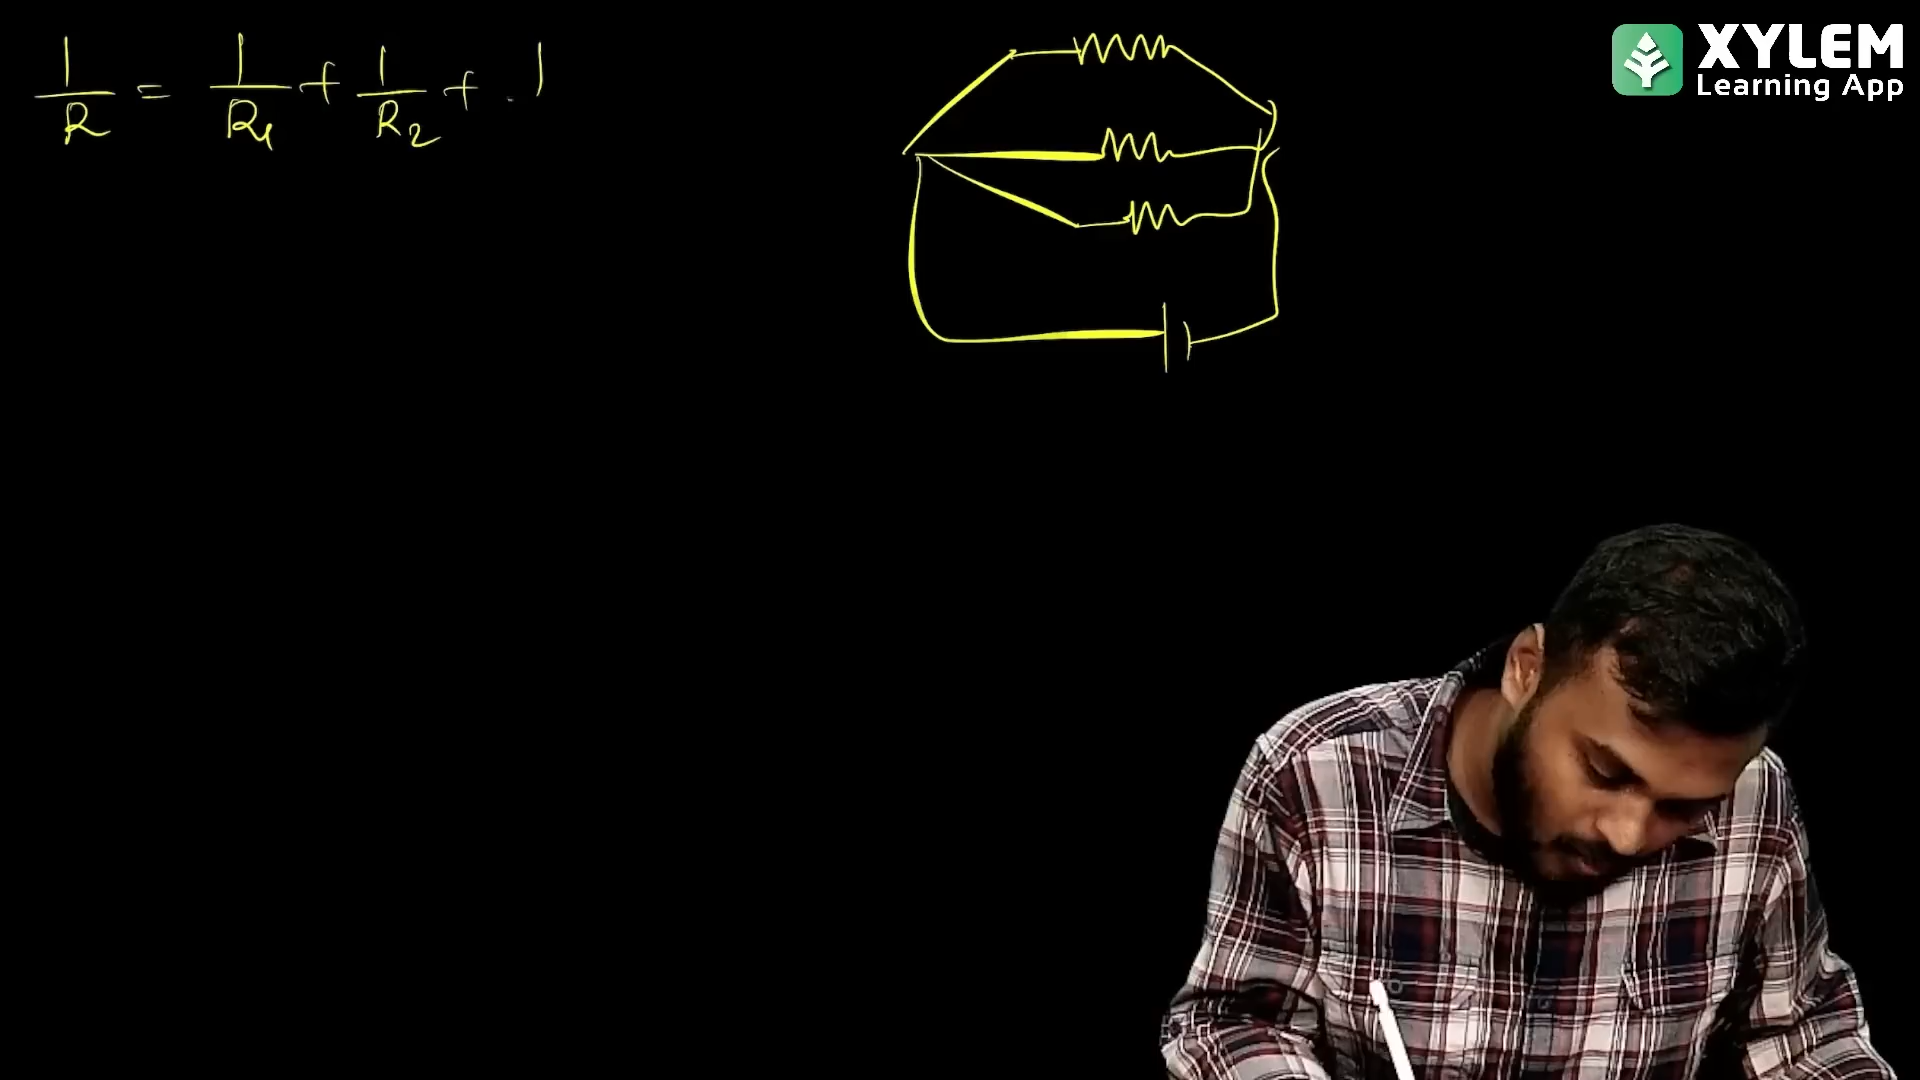 1/R = 1/R1 + 1/R2 + . 1
XYLEM
Learning App